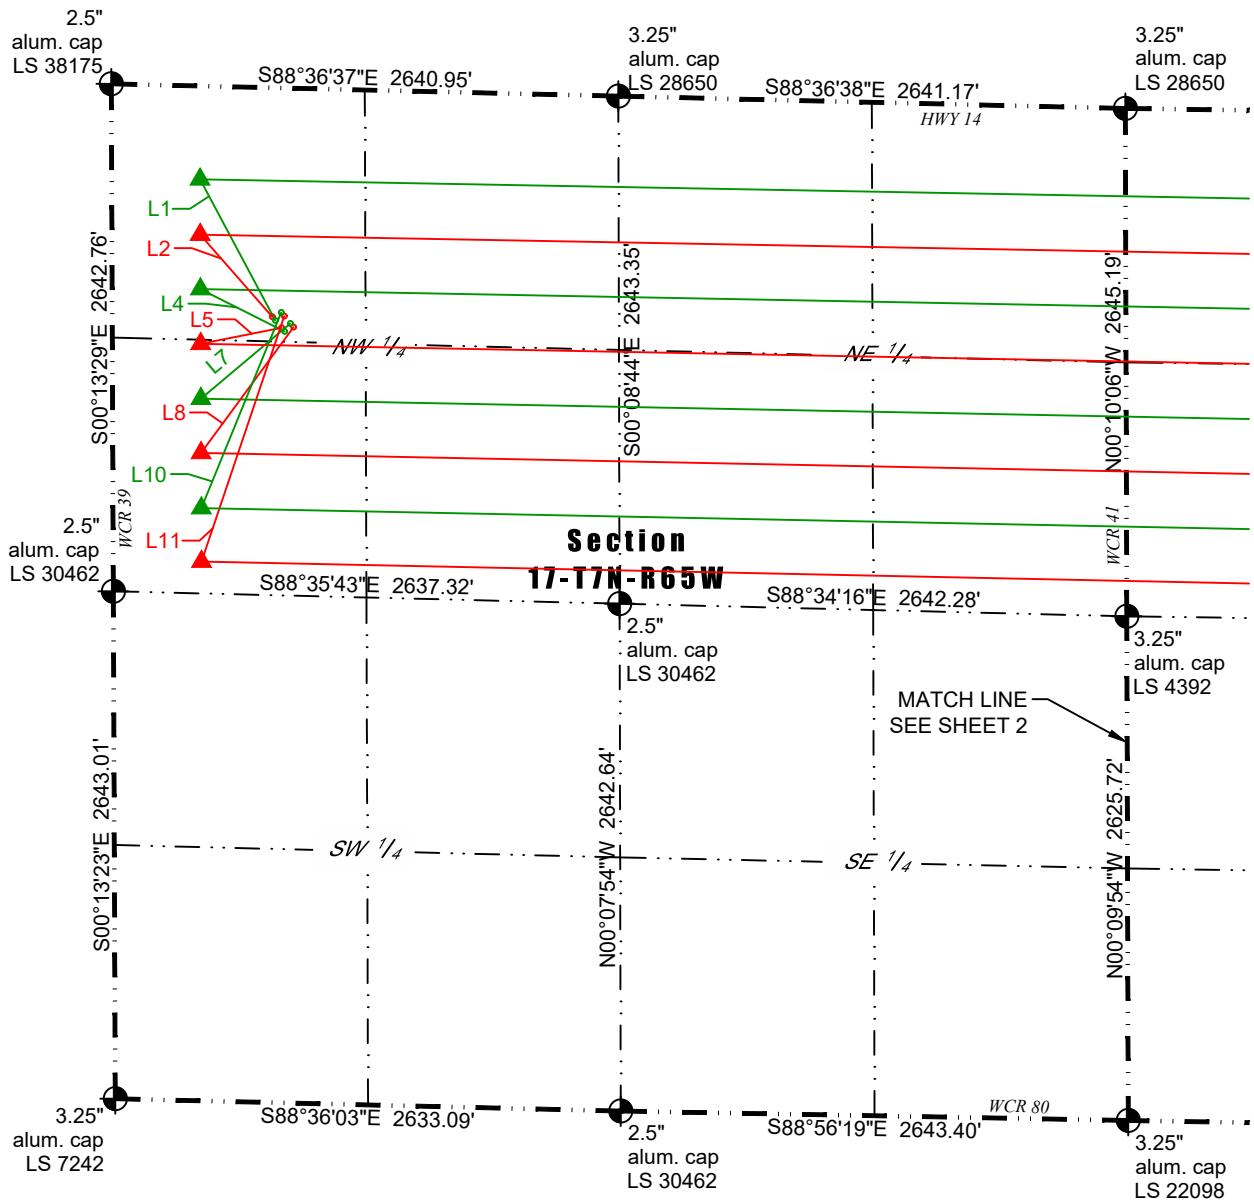 2.5"
alum. cap
LS 38175
S88°36'37"E 2640.95'
3.25"
alum. cap
LS 28650
S88°36'38"E 2641.17'
HWY 14
3.25"
alum. cap
LS 28650
L1
L2
L4
L5
L7
L8
L10
L11
S00°13'29"E 2642.76'
WCR 39
NW 1/4
S00°08'44"E 2643.35'
NE 1/4
N00°10'06"W 2645.19'
WCR 41
2.5"
alum. cap
LS 30462
S88°35'43"E 2637.32'
Section
17-T7N-R65W
S88°34'16"E 2642.28'
2.5"
alum. cap
LS 30462
3.25"
alum. cap
LS 4392
MATCH LINE
SEE SHEET 2
S00°13'23"E 2643.01'
SW 1/4
N00°07'54"W 2642.64'
SE 1/4
N00°09'54"W 2625.72'
3.25"
alum. cap
LS 7242
S88°36'03"E 2633.09'
2.5"
alum. cap
LS 30462
S88°56'19"E 2643.40'
WCR 80
3.25"
alum. cap
LS 22098